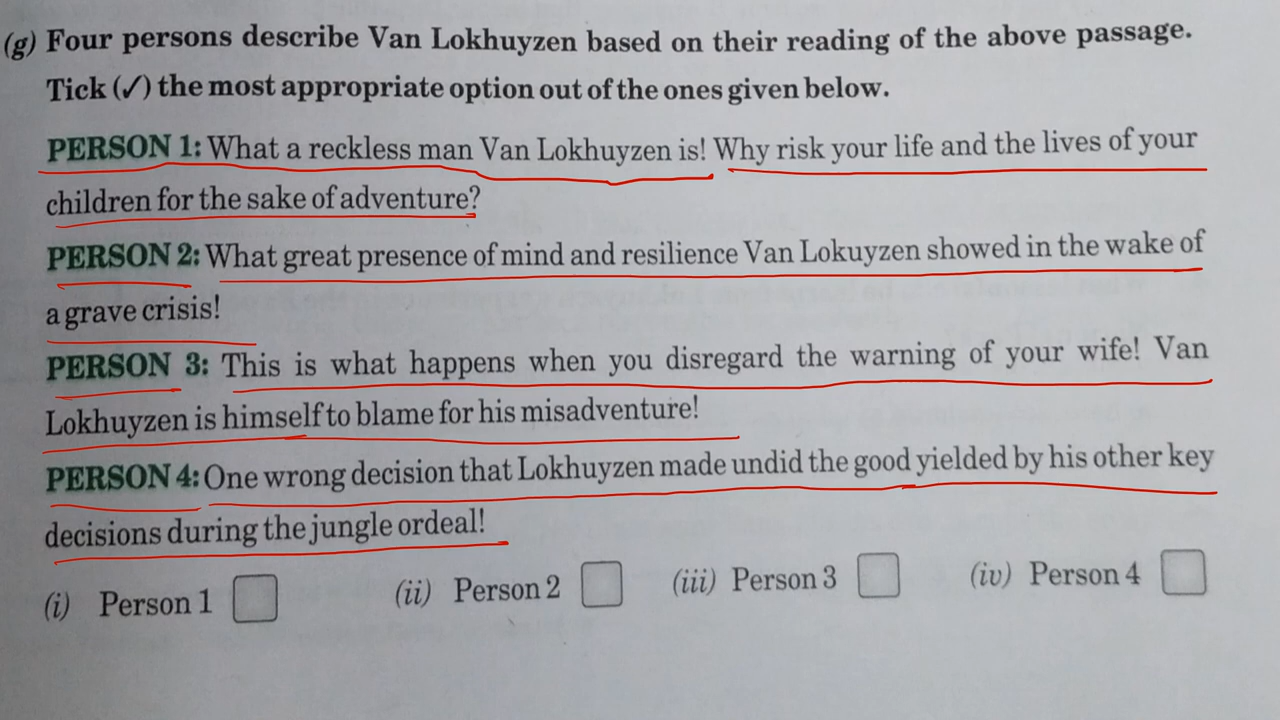 (g) Four persons describe Van Lokhuyzen based on their reading of the above passage.
Tick (✓) the most appropriate option out of the ones given below.
PERSON 1: What a reckless man Van Lokhuyzen is! Why risk your life and the lives of your
children for the sake of adventure?
PERSON 2: What great presence of mind and resilience Van Lokuyzen showed in the wake of
a grave crisis!
PERSON 3: This is what happens when you disregard the warning of your wife! Van
Lokhuyzen is himself to blame for his misadventure!
PERSON 4: One wrong decision that Lokhuyzen made undid the good yielded by his other key
decisions during the jungle ordeal!
(i) Person 1 (ii) Person 2 (iii) Person 3 (iv) Person 4